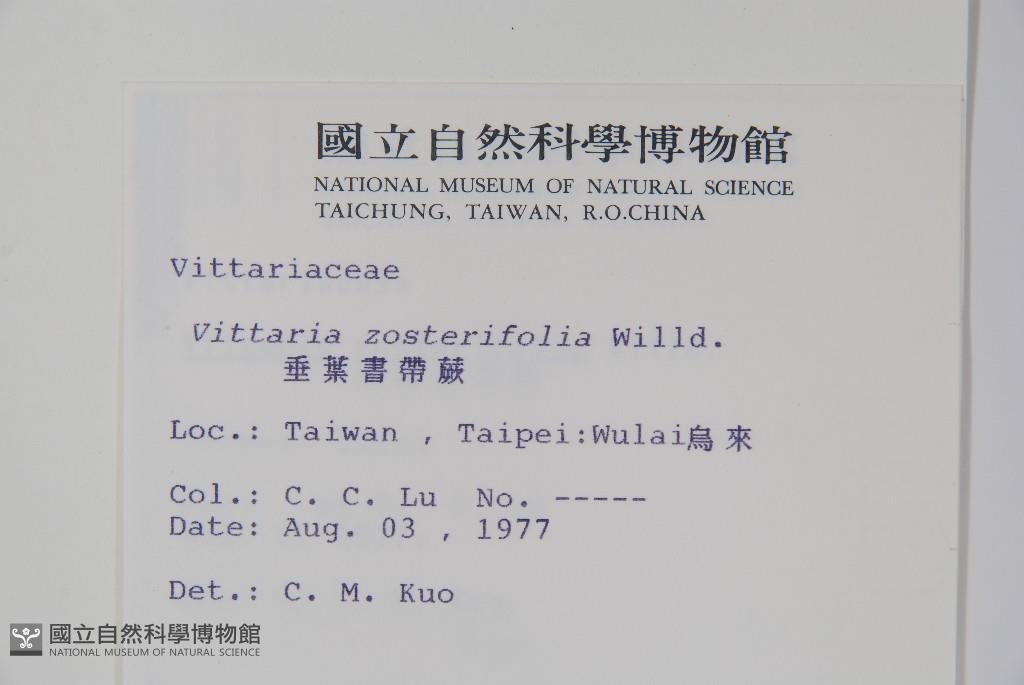 國立自然科學博物館
NATIONAL MUSEUM OF NATURAL SCIENCE
TAICHUNG, TAIWAN, R.O.CHINA
Vittariaceae
Vittaria zosterifolia Willd.
垂葉書帶蕨
Loc.: Taiwan , Taipei:Wulai烏來
Col.: C. C. Lu No. -----
Date: Aug. 03 , 1977
Det.: C. M. Kuo
國立自然科學博物館
NATIONAL MUSEUM OF NATURAL SCIENCE